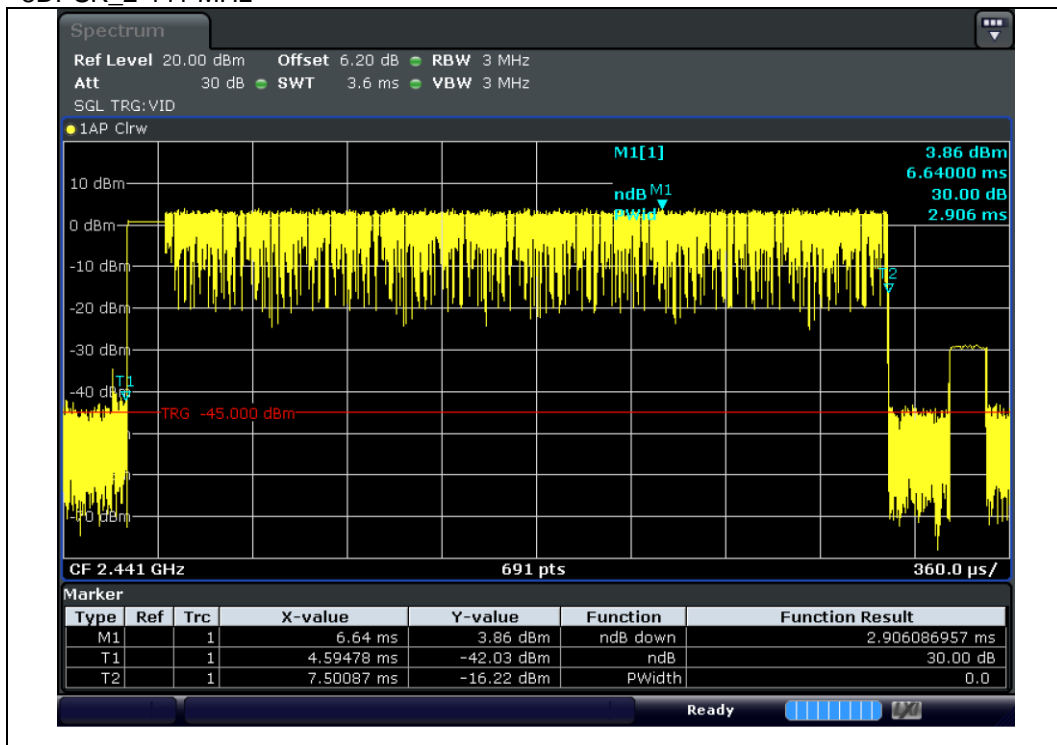 Spectrum
Ref Level 20.00 dBm Offset 6.20 dB RBW 3 MHz
Att 30 dB SWT 3.6 ms VBW 3 MHz
SGL TRG:VID
1AP Clrw
M1[1] 3.86 dBm
6.64000 ms
ndB 30.00 dB
PWid 2.906 ms
M1
10 dBm
0 dBm
-10 dBm
T2
-20 dBm
-30 dBm
T1
-40 dBm
TRG -45.000 dBm
CF 2.441 GHz 691 pts 360.0 µs/
Marker
Type Ref Trc X-value Y-value Function Function Result
M1 1 6.64 ms 3.86 dBm ndB down 2.906086957 ms
T1 1 4.59478 ms -42.03 dBm ndB 30.00 dB
T2 1 7.50087 ms -16.22 dBm PWidth 0.0
Ready LXI